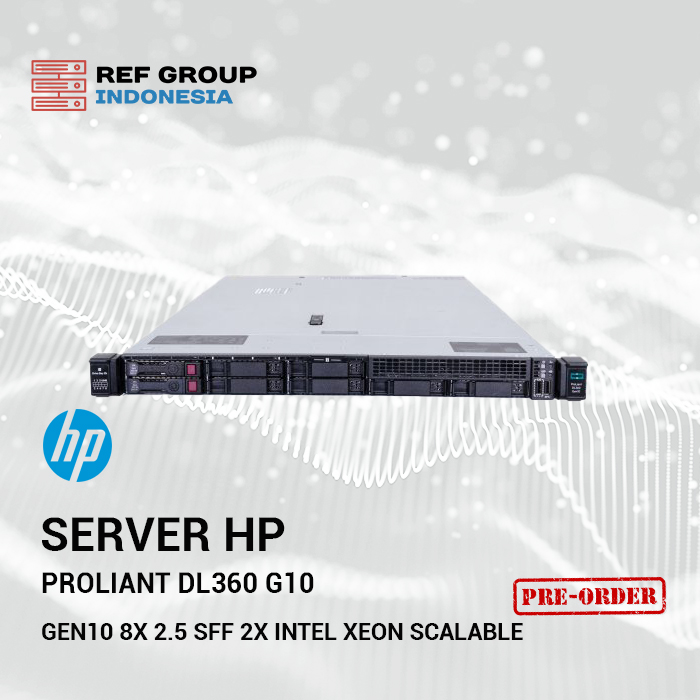 REF GROUP
INDONESIA
hp
SERVER HP
PROLIANT DL360 G10
PRE-ORDER
GEN10 8X 2.5 SFF 2X INTEL XEON SCALABLE